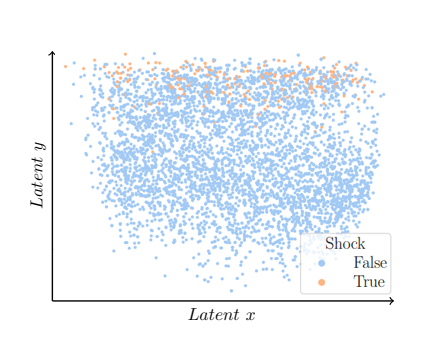 Latent y
Shock
False
True
Latent x